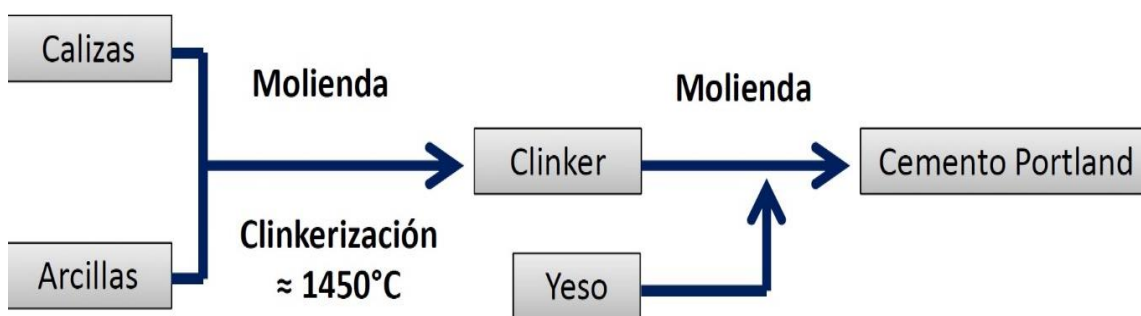 Calizas
Molienda
Molienda
Clinker
Cemento Portland
Clinkerización
≈ 1450°C
Arcillas
Yeso